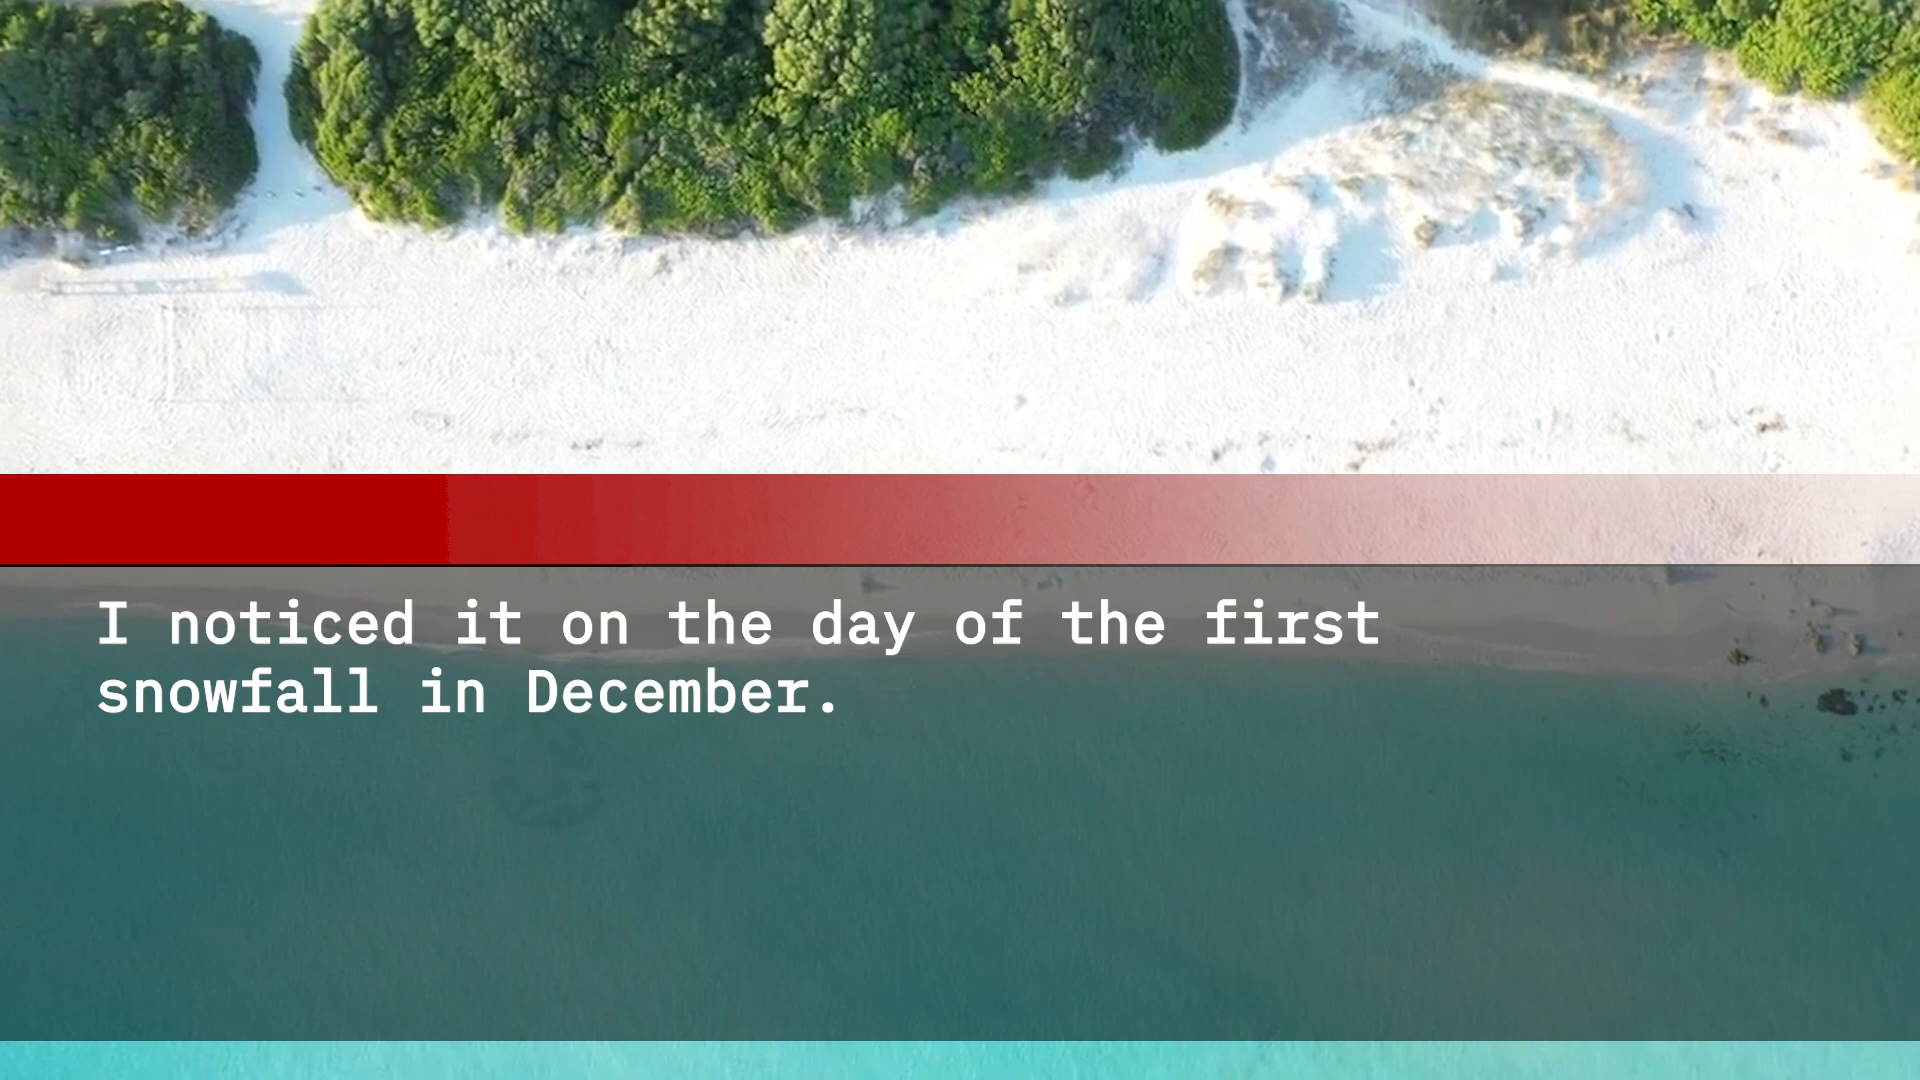 I noticed it on the day of the first
snowfall in December.